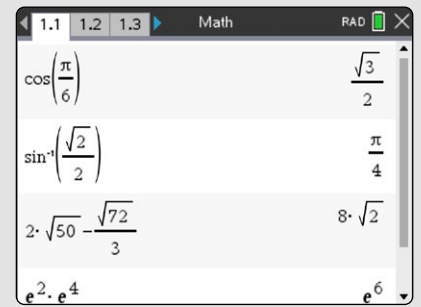 1.1 1.2 1.3 Math RAD
cos(π/6) √3/2
sin⁻¹(√2/2) π/4
2·√50 − √72/3 8·√2
e²·e⁴ e⁶